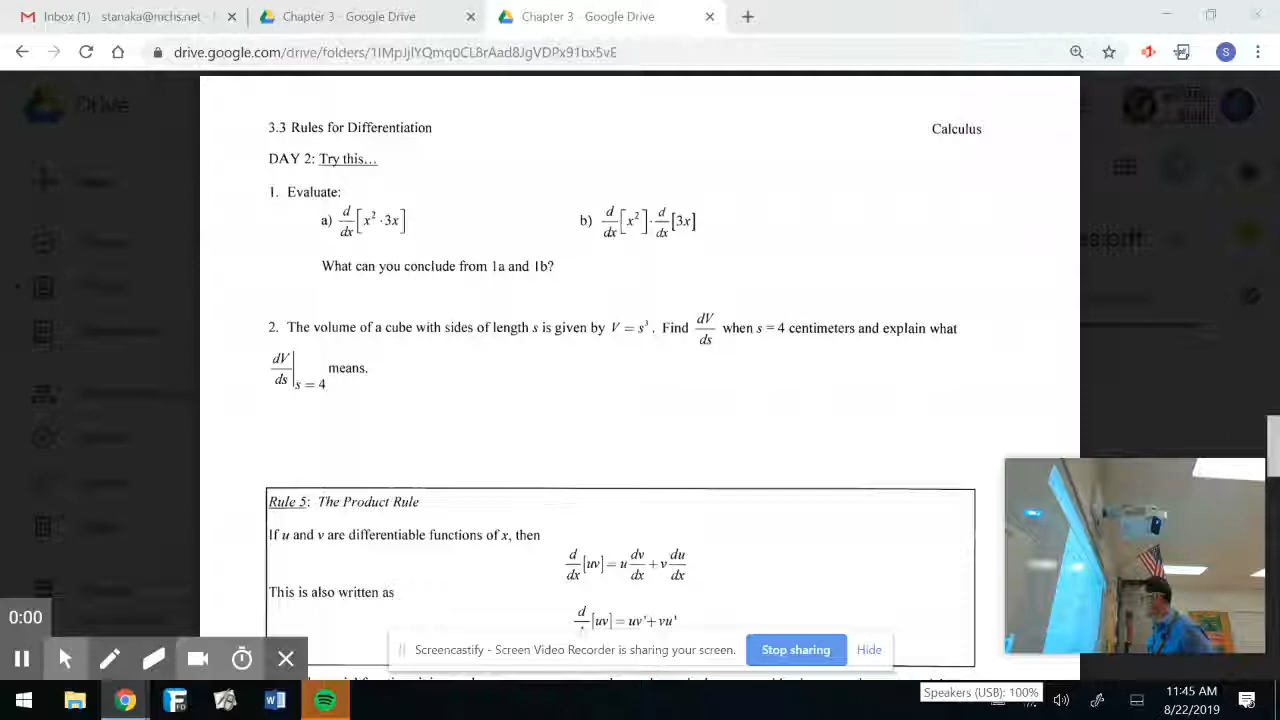 Inbox (1) - stanaka@rnchs.net - M
Chapter 3 - Google Drive
Chapter 3 - Google Drive
drive.google.com/drive/folders/1IMpJjlYQmq0CL8rAad8JgVDPx91bx5vE
S
Drive
3.3 Rules for Differentiation
Calculus
DAY 2: Try this...
1. Evaluate:
a) d/dx [x² · 3x]
b) d/dx [x²] · d/dx [3x]
What can you conclude from 1a and 1b?
2. The volume of a cube with sides of length s is given by V = s³. Find dV/ds when s = 4 centimeters and explain what
dV/ds |s = 4 means.
Rule 5: The Product Rule
If u and v are differentiable functions of x, then
d/dx [uv] = u dv/dx + v du/dx
This is also written as
[uv] = uv' + vu'
0:00
Screencastify - Screen Video Recorder is sharing your screen.
Stop sharing
Hide
Speakers (USB): 100%
11:45 AM
8/22/2019